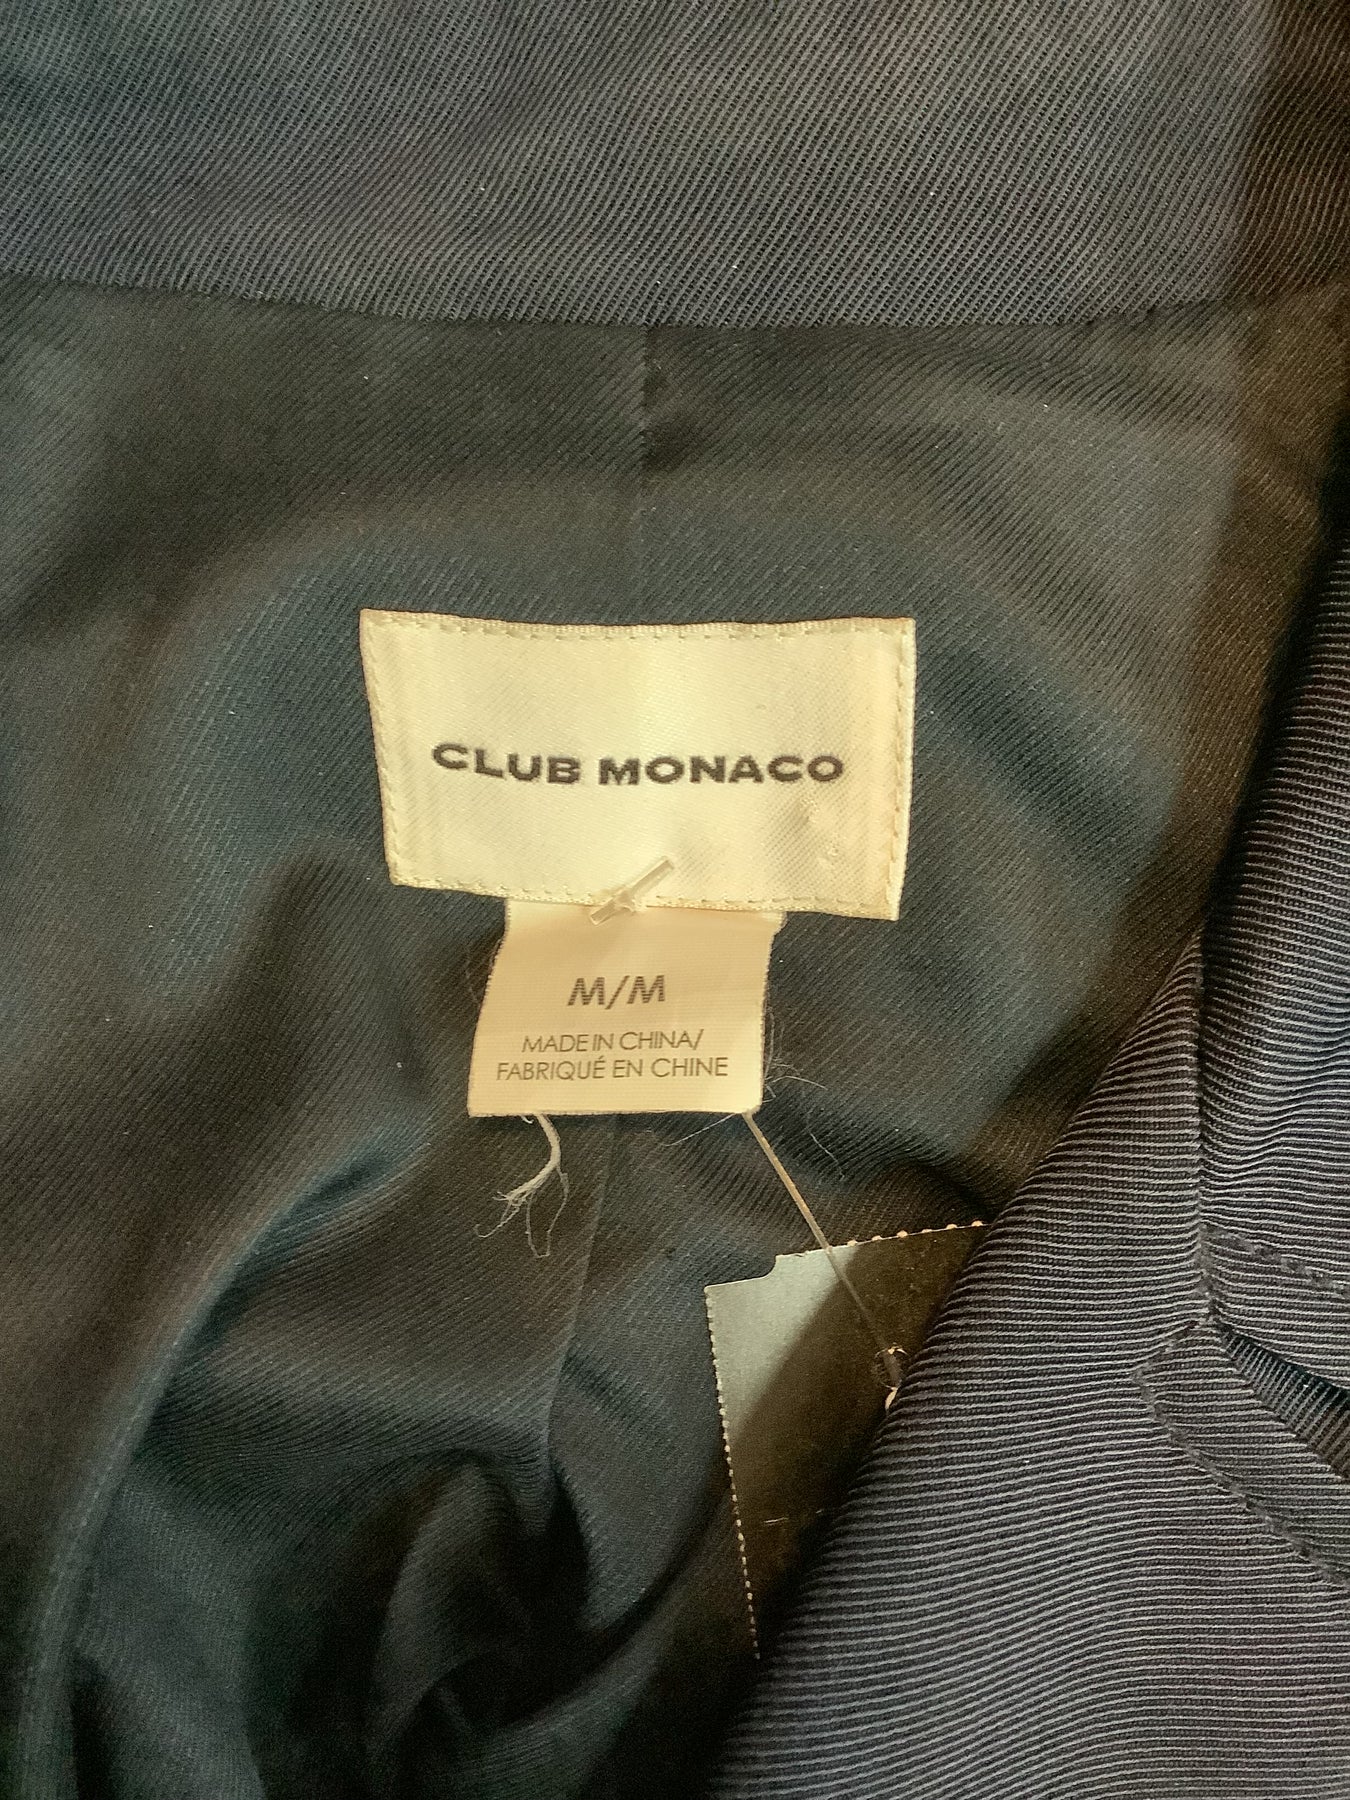 CLUB MONACO
M/M
MADE IN CHINA/
FABRIQUÉ EN CHINE